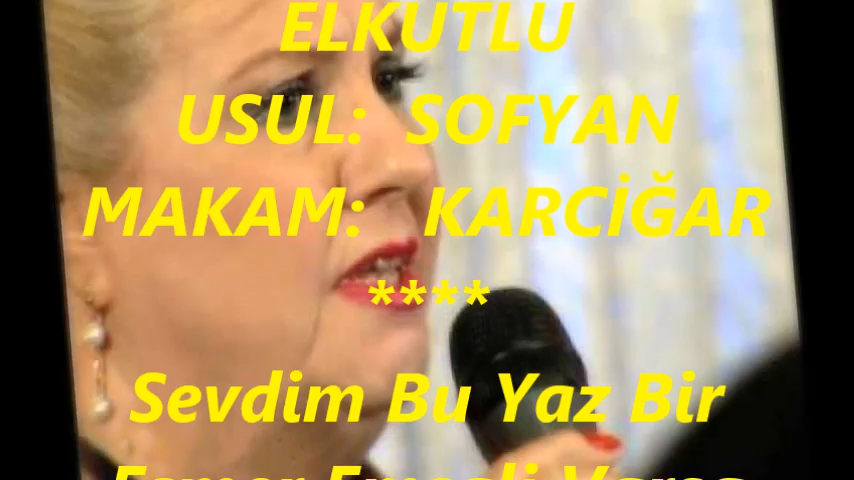 ELKUTLU
USUL: SOFYAN
MAKAM: KARCİĞAR
****
Sevdim Bu Yaz Bir